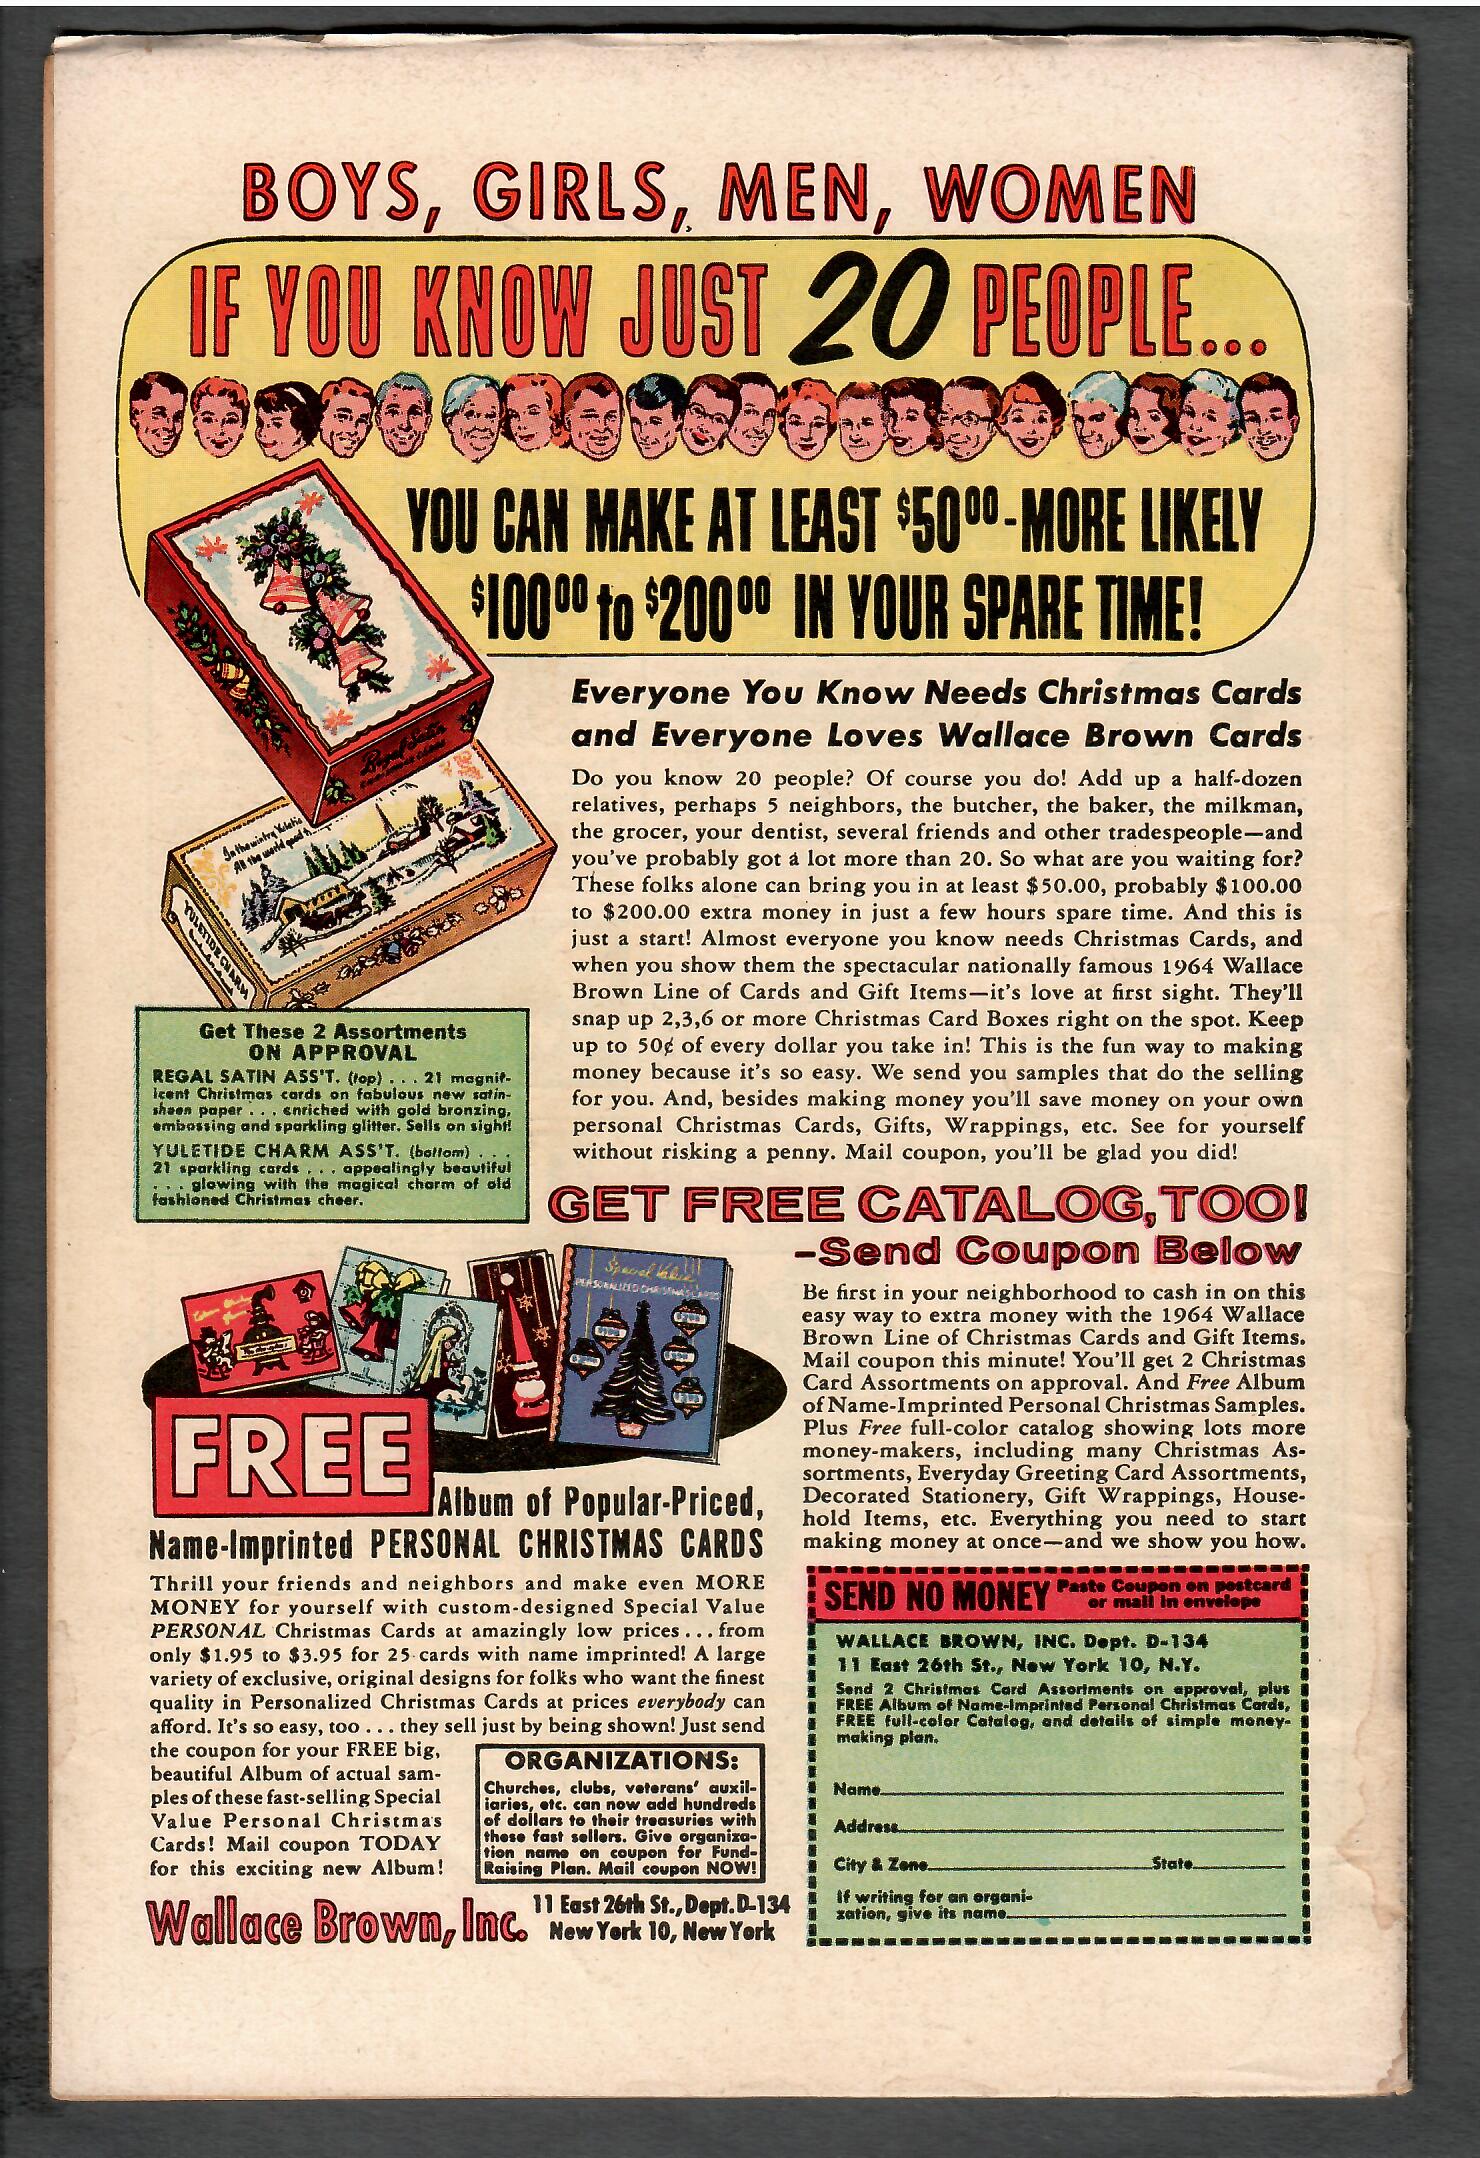 BOYS, GIRLS, MEN, WOMEN
IF YOU KNOW JUST 20 PEOPLE...
YOU CAN MAKE AT LEAST $50⁰⁰-MORE LIKELY
$100⁰⁰ to $200⁰⁰ IN YOUR SPARE TIME!
Regal Satin
In the wintry Yuletide
All the world
YULETIDE CHARM
Everyone You Know Needs Christmas Cards
and Everyone Loves Wallace Brown Cards
Do you know 20 people? Of course you do! Add up a half-dozen
relatives, perhaps 5 neighbors, the butcher, the baker, the milkman,
the grocer, your dentist, several friends and other tradespeople—and
you've probably got a lot more than 20. So what are you waiting for?
These folks alone can bring you in at least $50.00, probably $100.00
to $200.00 extra money in just a few hours spare time. And this is
just a start! Almost everyone you know needs Christmas Cards, and
when you show them the spectacular nationally famous 1964 Wallace
Brown Line of Cards and Gift Items—it's love at first sight. They'll
snap up 2,3,6 or more Christmas Card Boxes right on the spot. Keep
up to 50¢ of every dollar you take in! This is the fun way to making
money because it's so easy. We send you samples that do the selling
for you. And, besides making money you'll save money on your own
personal Christmas Cards, Gifts, Wrappings, etc. See for yourself
without risking a penny. Mail coupon, you'll be glad you did!
Get These 2 Assortments
ON APPROVAL
REGAL SATIN ASS'T. (top) . . . 21 magnif-
icent Christmas cards on fabulous new satin-
sheen paper . . . enriched with gold bronzing,
embossing and sparkling glitter. Sells on sight!
YULETIDE CHARM ASS'T. (bottom) . . .
21 sparkling cards . . . appealingly beautiful
. . . glowing with the magical charm of old
fashioned Christmas cheer.
GET FREE CATALOG, TOO!
-Send Coupon Below
Be first in your neighborhood to cash in on this
easy way to extra money with the 1964 Wallace
Brown Line of Christmas Cards and Gift Items.
Mail coupon this minute! You'll get 2 Christmas
Card Assortments on approval. And Free Album
of Name-Imprinted Personal Christmas Samples.
Plus Free full-color catalog showing lots more
money-makers, including many Christmas As-
sortments, Everyday Greeting Card Assortments,
Decorated Stationery, Gift Wrappings, House-
hold Items, etc. Everything you need to start
making money at once—and we show you how.
Special Value
PERSONALIZED CHRISTMAS CARDS
FREE
Album of Popular-Priced,
Name-Imprinted PERSONAL CHRISTMAS CARDS
Thrill your friends and neighbors and make even MORE
MONEY for yourself with custom-designed Special Value
PERSONAL Christmas Cards at amazingly low prices . . . from
only $1.95 to $3.95 for 25 cards with name imprinted! A large
variety of exclusive, original designs for folks who want the finest
quality in Personalized Christmas Cards at prices everybody can
afford. It's so easy, too . . . they sell just by being shown! Just send
the coupon for your FREE big,
beautiful Album of actual sam-
ples of these fast-selling Special
Value Personal Christmas
Cards! Mail coupon TODAY
for this exciting new Album!
ORGANIZATIONS:
Churches, clubs, veterans' auxil-
iaries, etc. can now add hundreds
of dollars to their treasuries with
these fast sellers. Give organiza-
tion name on coupon for Fund-
Raising Plan. Mail coupon NOW!
Wallace Brown, Inc.
11 East 26th St., Dept. D-134
New York 10, New York
SEND NO MONEY
Paste Coupon on postcard
or mail in envelope
WALLACE BROWN, INC. Dept. D-134
11 East 26th St., New York 10, N.Y.
Send 2 Christmas Card Assortments on approval, plus
FREE Album of Name-Imprinted Personal Christmas Cards,
FREE full-color Catalog, and details of simple money-
making plan.
Name
Address
City & Zone State
If writing for an organi-
zation, give its name